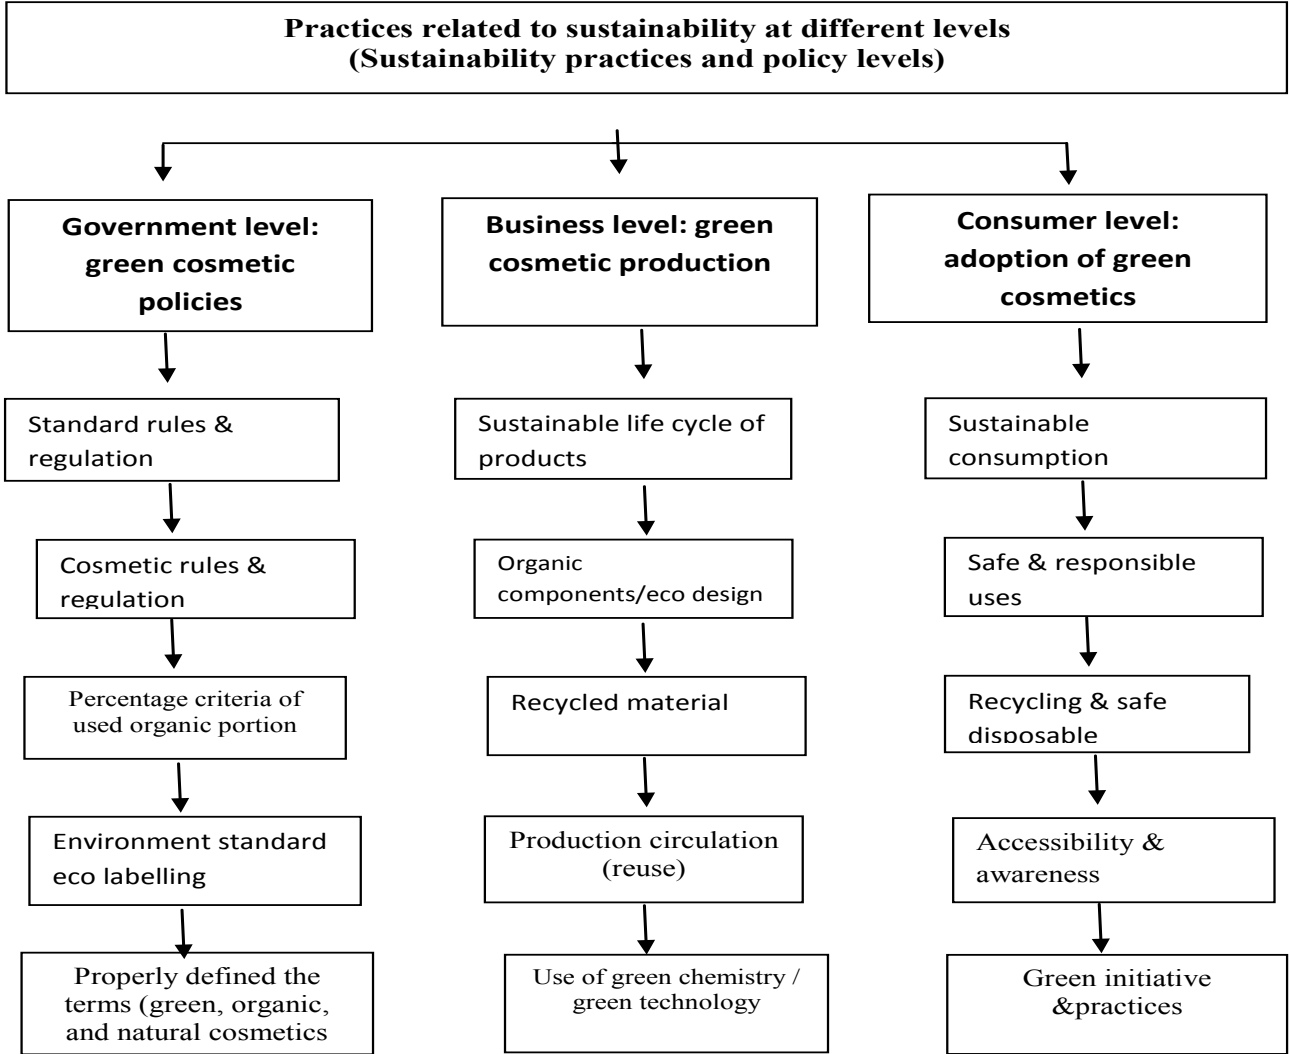 Practices related to sustainability at different levels
(Sustainability practices and policy levels)
Government level:
green cosmetic
policies
Standard rules &
regulation
Cosmetic rules &
regulation
Percentage criteria of
used organic portion
Environment standard
eco labelling
Properly defined the
terms (green, organic,
and natural cosmetics
Business level: green
cosmetic production
Sustainable life cycle of
products
Organic
components/eco design
Recycled material
Production circulation
(reuse)
Use of green chemistry /
green technology
Consumer level:
adoption of green
cosmetics
Sustainable
consumption
Safe & responsible
uses
Recycling & safe
disposable
Accessibility &
awareness
Green initiative
&practices